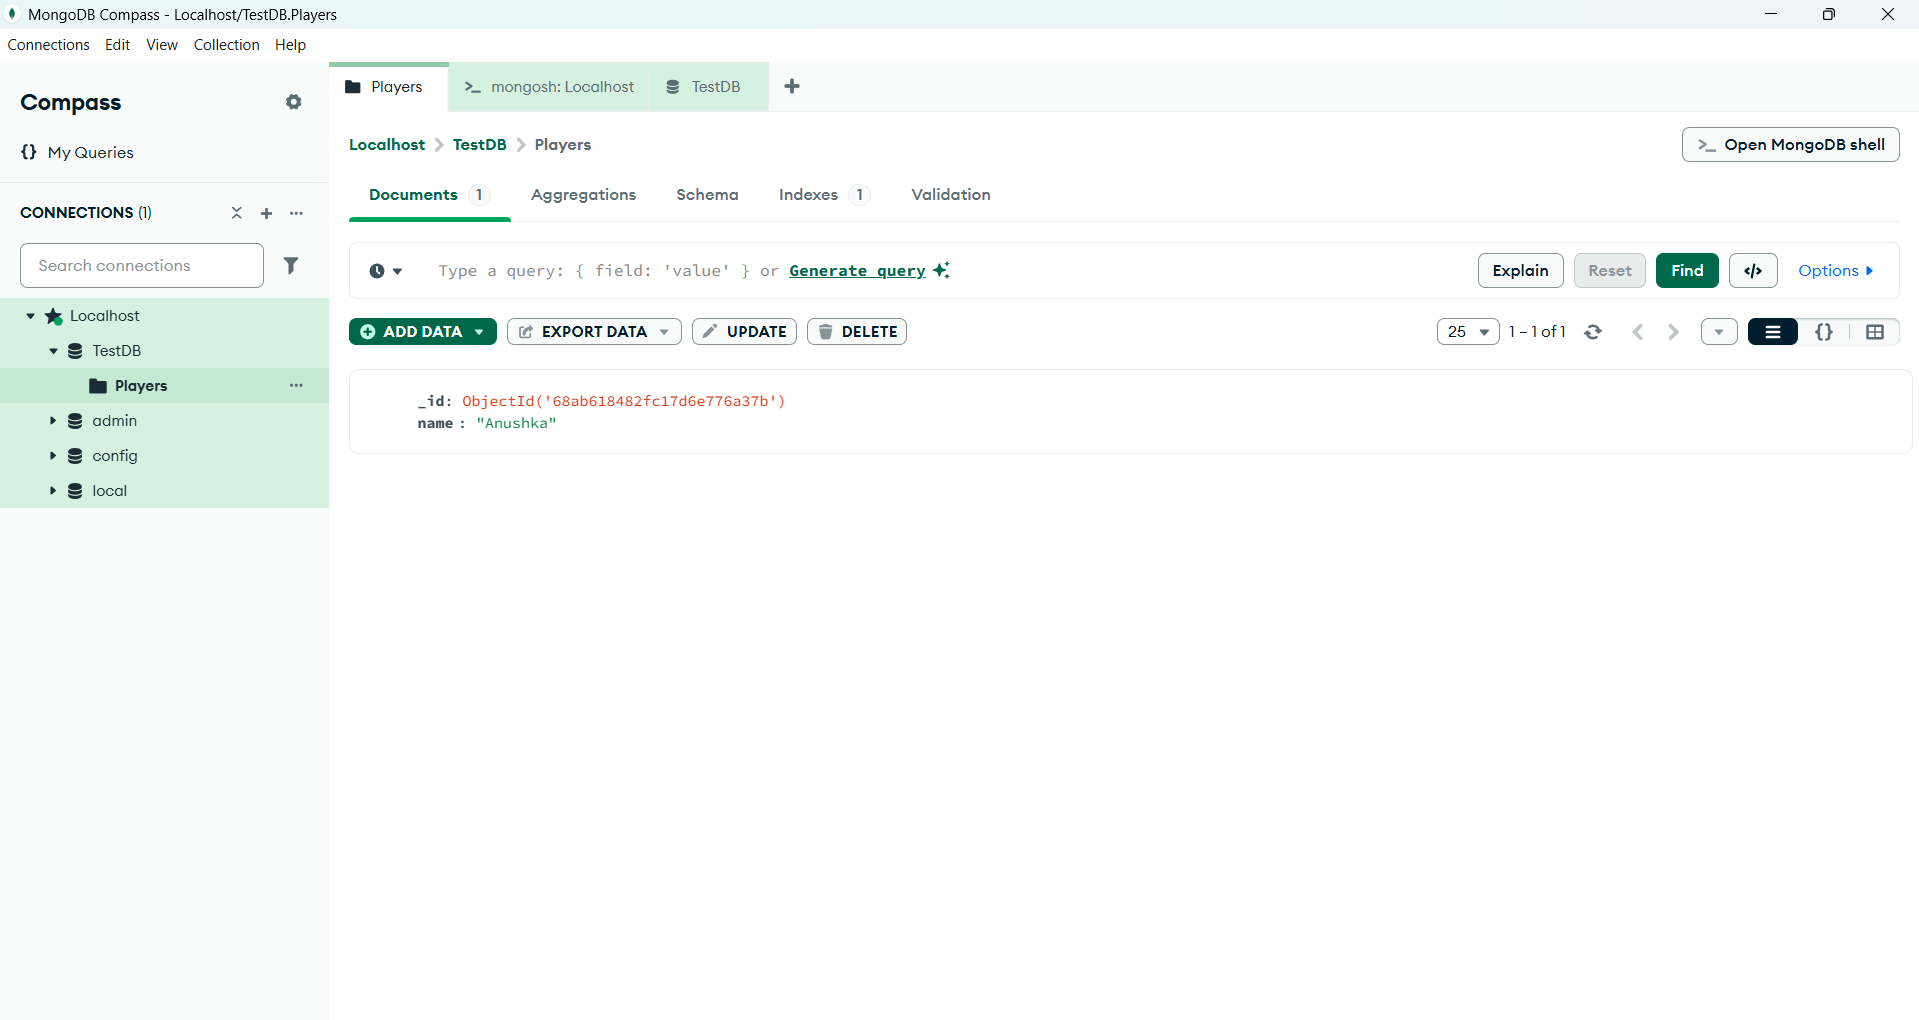 MongoDB Compass - Localhost/TestDB.Players
Connections Edit View Collection Help
Compass
{} My Queries
CONNECTIONS (1)
Search connections
Localhost
TestDB
Players
admin
config
local
Players
mongosh: Localhost
TestDB
Localhost > TestDB > Players
>_ Open MongoDB shell
Documents 1 Aggregations Schema Indexes 1 Validation
Type a query: { field: 'value' } or Generate query
Explain Reset Find </> Options
ADD DATA EXPORT DATA UPDATE DELETE
25 1 – 1 of 1
_id: ObjectId('68ab618482fc17d6e776a37b')
name : "Anushka"